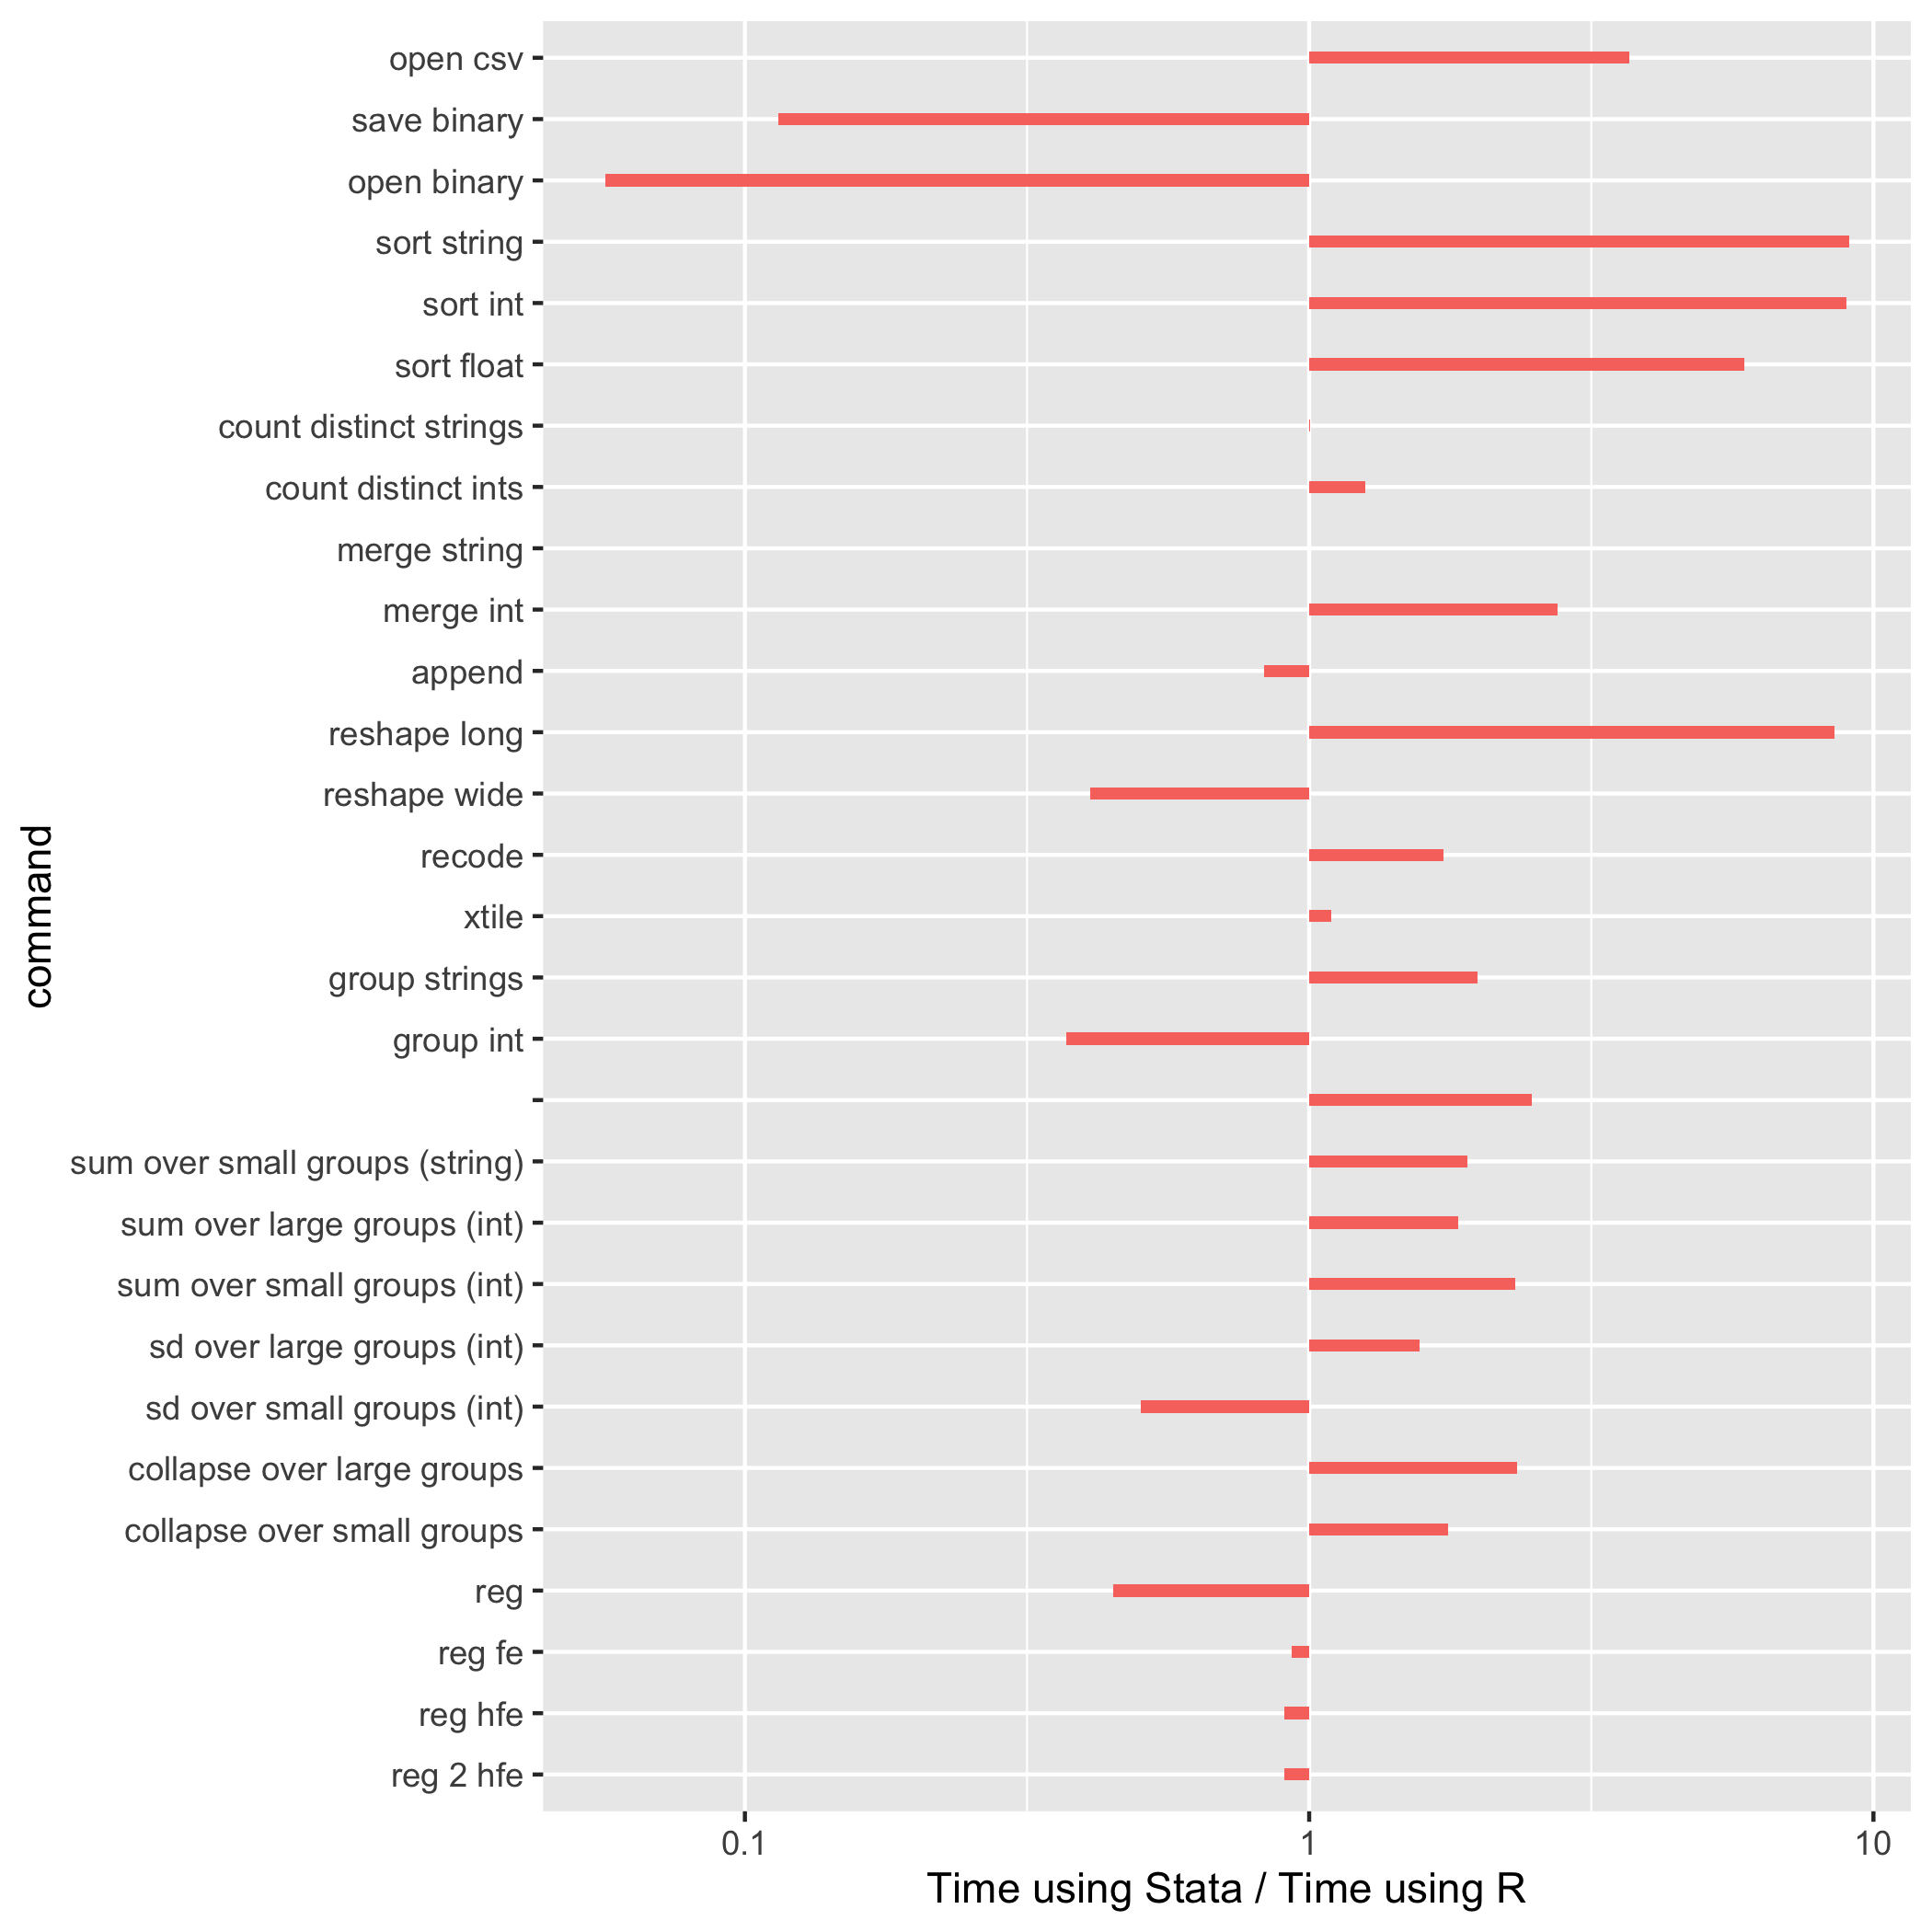 open csv
save binary
open binary
sort string
sort int
sort float
count distinct strings
count distinct ints
merge string
merge int
append
reshape long
reshape wide
recode
xtile
group strings
group int
sum over small groups (string)
sum over large groups (int)
sum over small groups (int)
sd over large groups (int)
sd over small groups (int)
collapse over large groups
collapse over small groups
reg
reg fe
reg hfe
reg 2 hfe
command
0.1 1 10
Time using Stata / Time using R